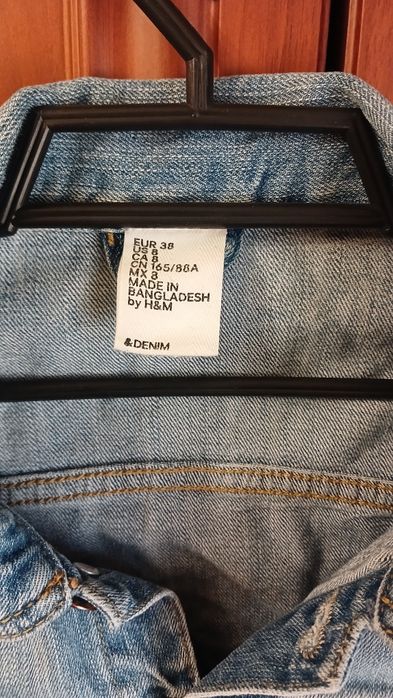 EUR 38
US 8
CA 8
CN 165/88A
MX 8
MADE IN
BANGLADESH
by H&M
&DENIM